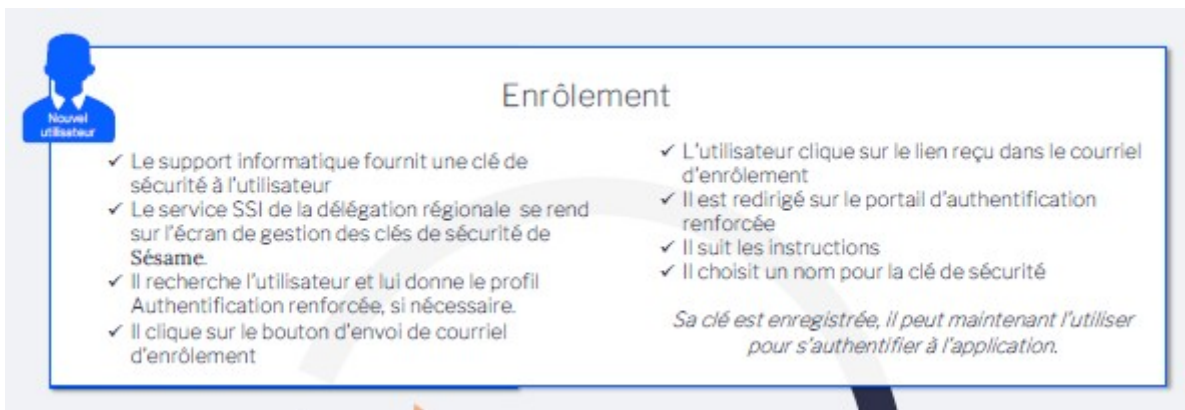 Nouvel
utilisateur
Enrôlement
✓ Le support informatique fournit une clé de
sécurité à l'utilisateur
✓ Le service SSI de la délégation régionale se rend
sur l'écran de gestion des clés de sécurité de
Sésame.
✓ Il recherche l'utilisateur et lui donne le profil
Authentification renforcée, si nécessaire.
✓ Il clique sur le bouton d'envoi de courriel
d'enrôlement
✓ L'utilisateur clique sur le lien reçu dans le courriel
d'enrôlement
✓ Il est redirigé sur le portail d'authentification
renforcée
✓ Il suit les instructions
✓ Il choisit un nom pour la clé de sécurité
Sa clé est enregistrée, il peut maintenant l'utiliser
pour s'authentifier à l'application.